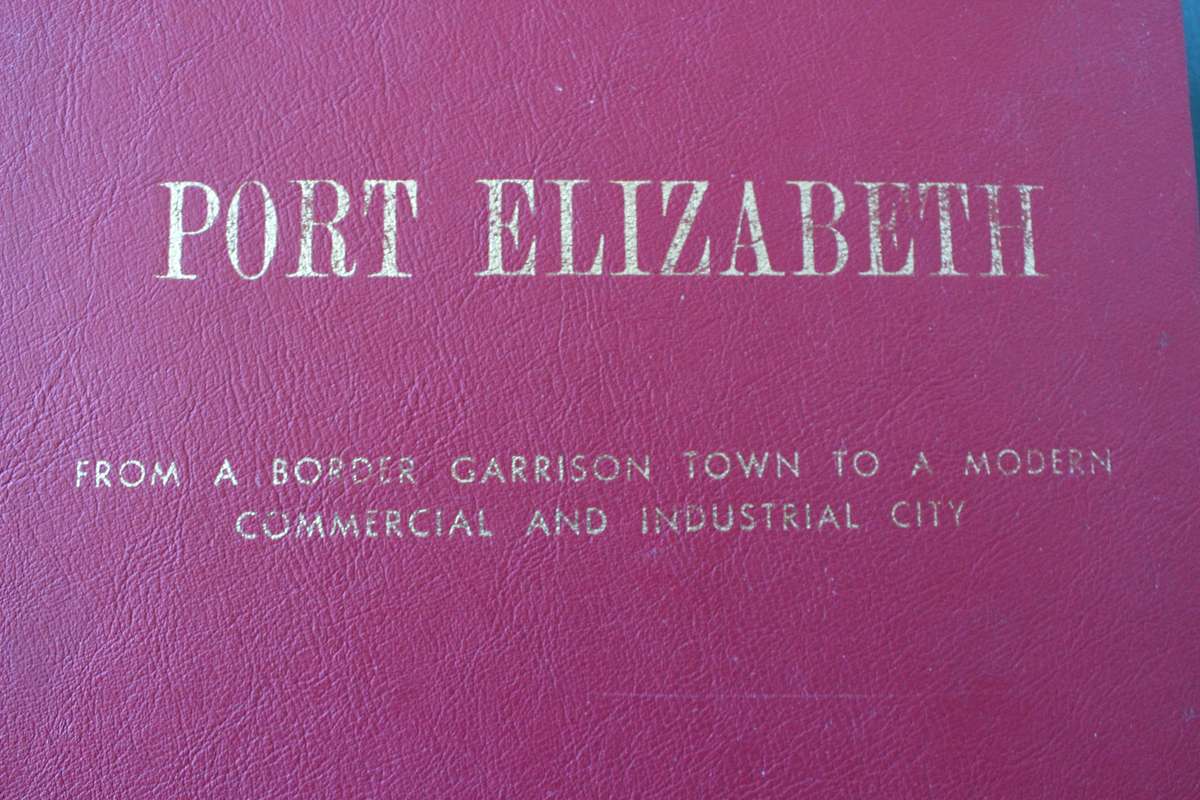 PORT ELIZABETH
FROM A BORDER GARRISON TOWN TO A MODERN
COMMERCIAL AND INDUSTRIAL CITY